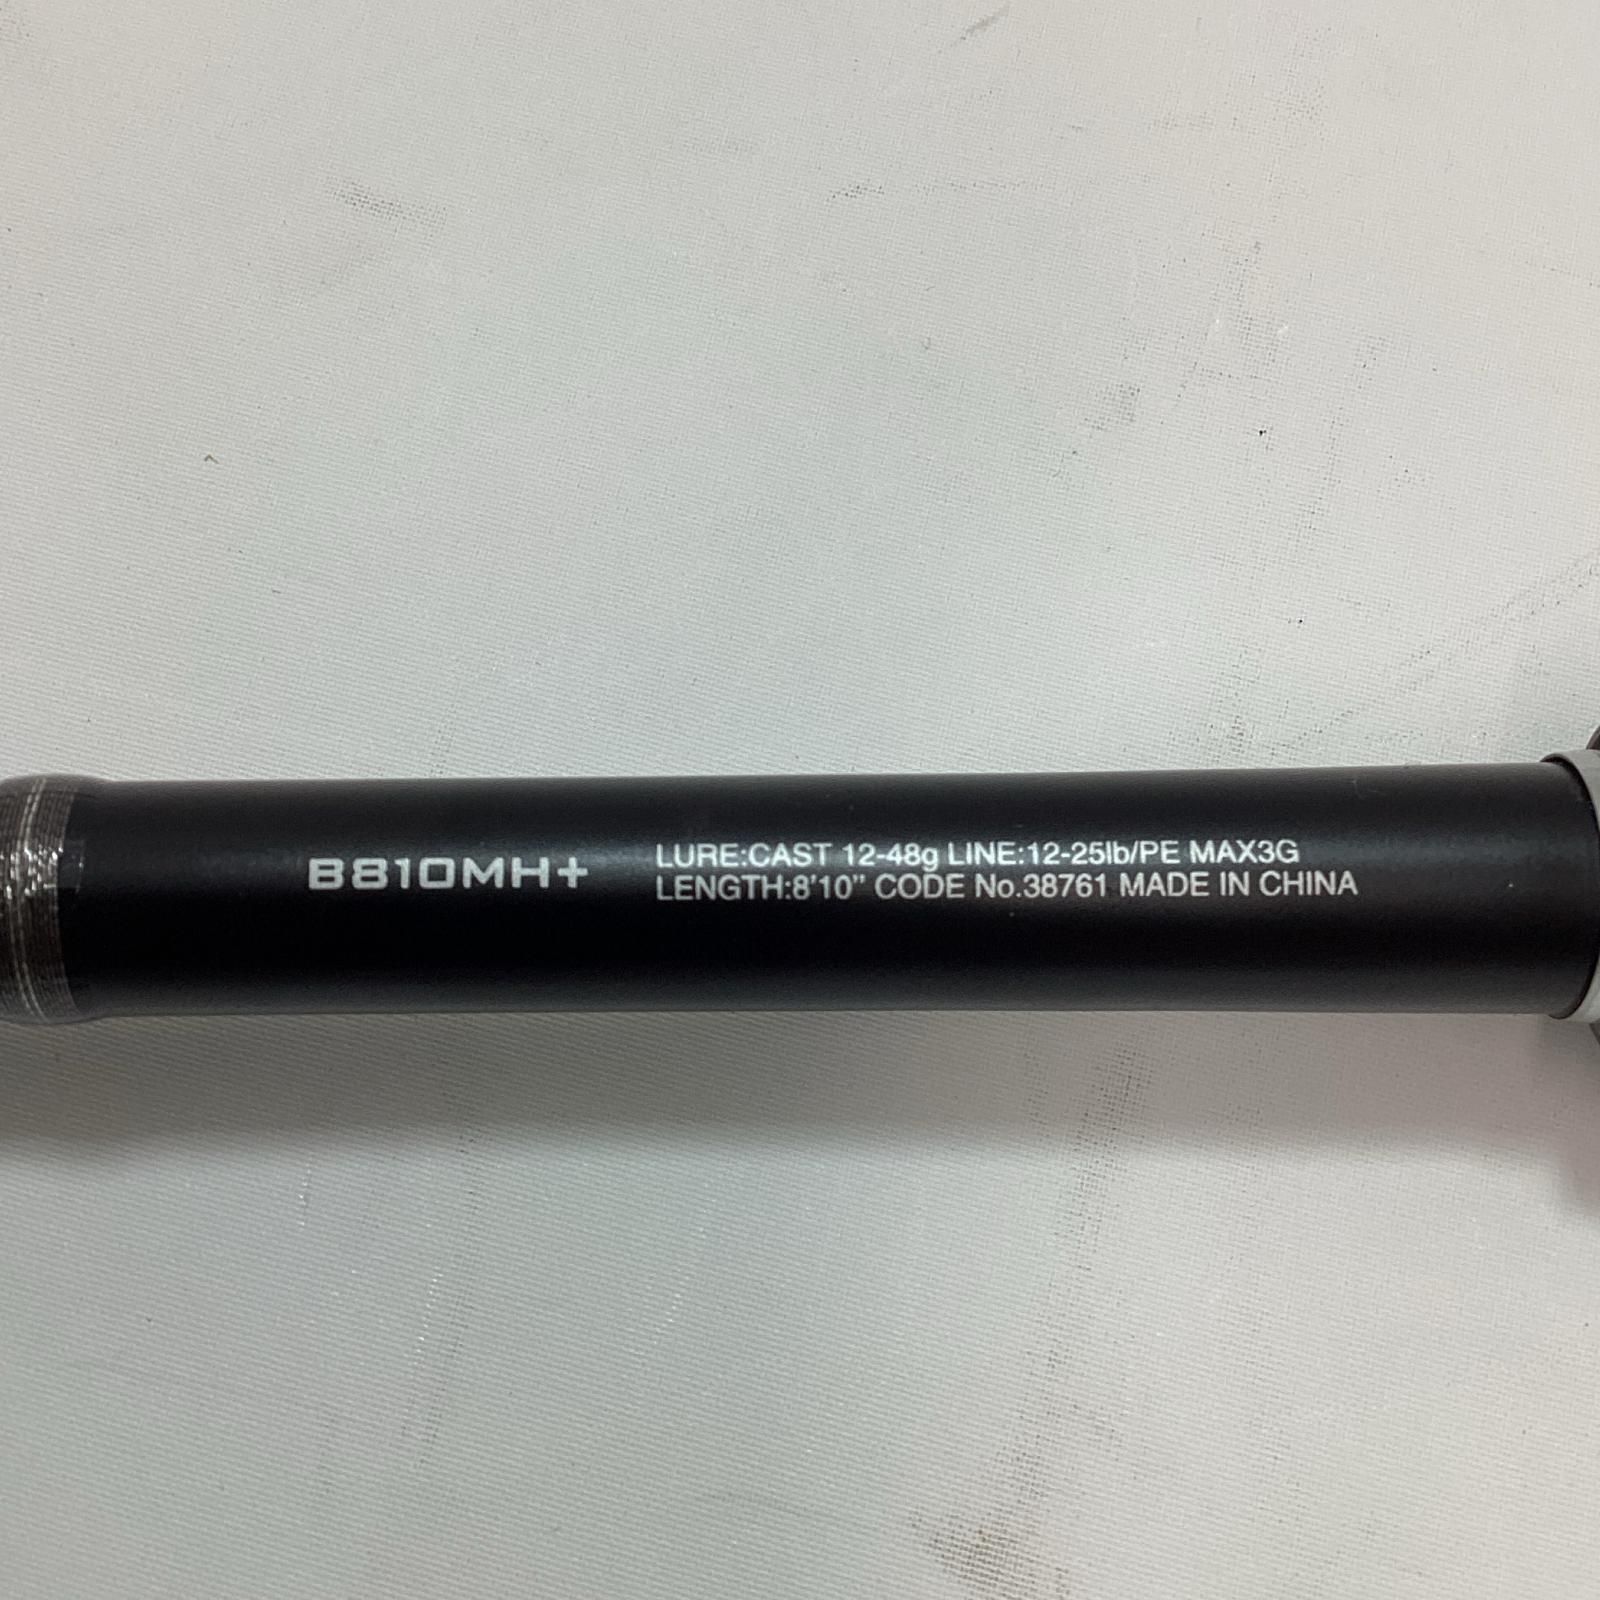 B810MH+
LURE:CAST 12-48g LINE:12-25lb/PE MAX3G
LENGTH:8'10" CODE No.38761 MADE IN CHINA